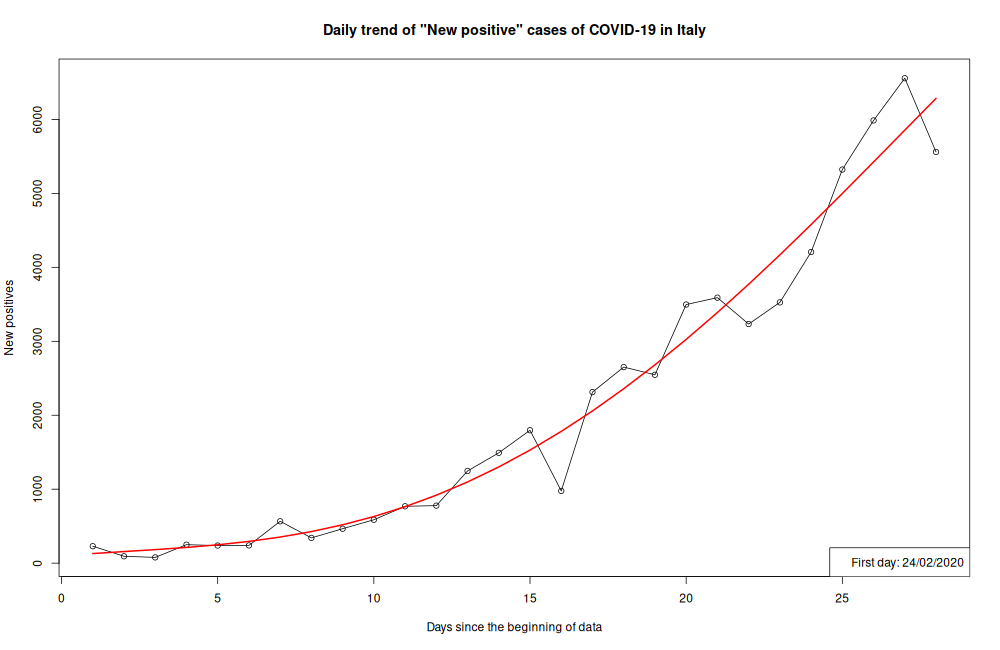 Daily trend of "New positive" cases of COVID-19 in Italy
New positives
6000
5000
4000
3000
2000
1000
0
0 5 10 15 20 25
First day: 24/02/2020
Days since the beginning of data